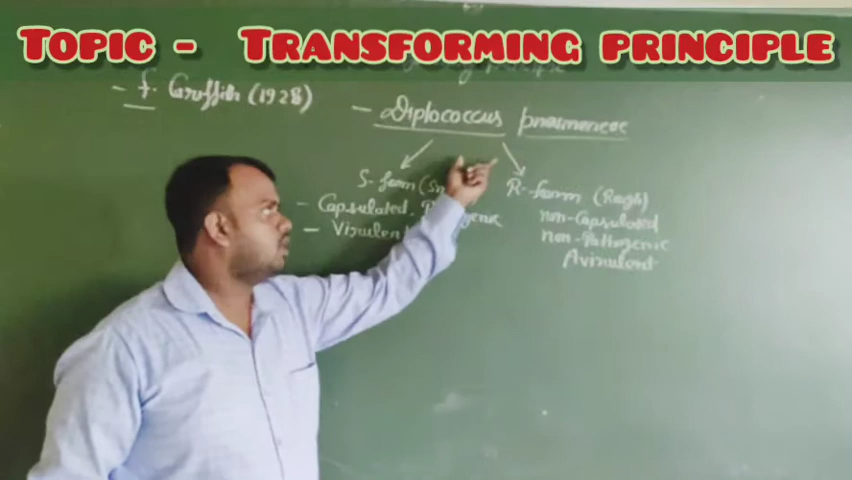 TOPIC - TRANSFORMING PRINCIPLE
- F. Griffith (1928)
- Diplococcus pneumoneae
S-form
R-form (Rough)
- Capsulated,
- Virulent
non-Capsulated
non-Pathogenic
Avirulent